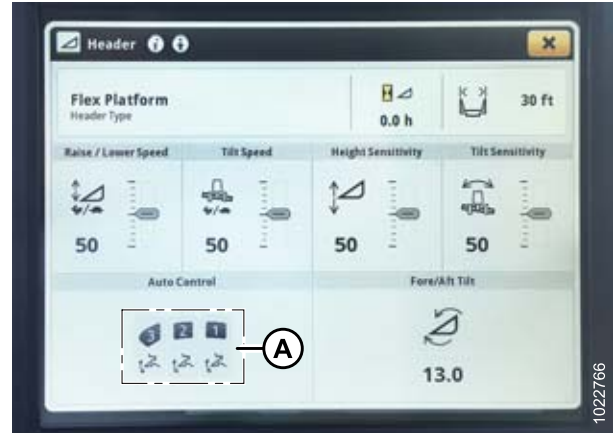 Header
Flex Platform
Header Type
0.0 h
30 ft
Raise / Lower Speed
Tilt Speed
Height Sensitivity
Tilt Sensitivity
50
50
50
50
Auto Control
Fore/Aft Tilt
3 2 1
A
13.0
1022766